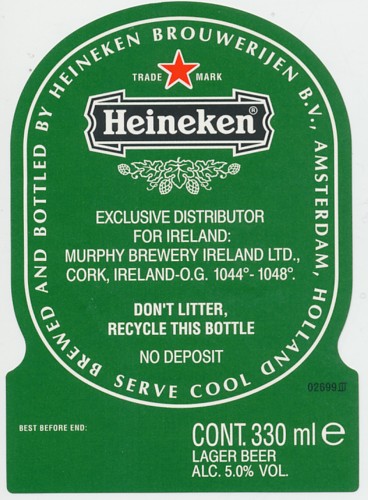 BREWED AND BOTTLED BY HEINEKEN BROUWERIJEN B.V., AMSTERDAM, HOLLAND
TRADE MARK
Heineken®
EXCLUSIVE DISTRIBUTOR
FOR IRELAND:
MURPHY BREWERY IRELAND LTD.,
CORK, IRELAND-O.G. 1044°- 1048°.
DON'T LITTER,
RECYCLE THIS BOTTLE
NO DEPOSIT
SERVE COOL
02699
BEST BEFORE END:
CONT. 330 ml e
LAGER BEER
ALC. 5.0% VOL.